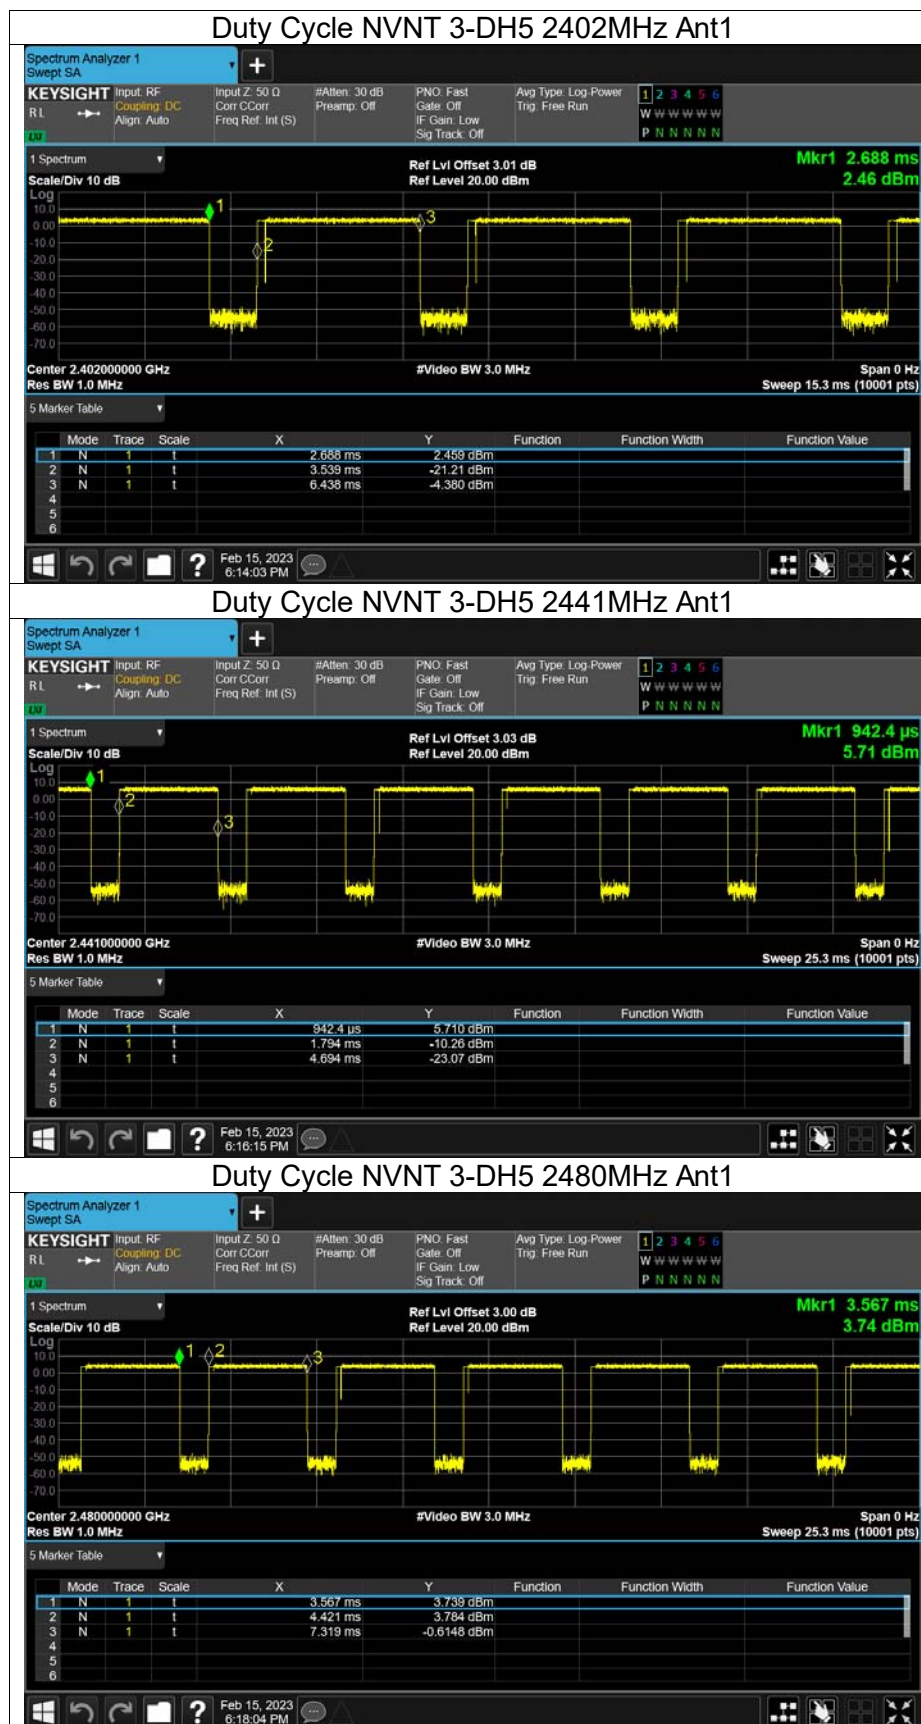 Duty Cycle NVNT 3-DH5 2402MHz Ant1
Spectrum Analyzer 1
Swept SA
+
KEYSIGHT Input: RF Input Z: 50 Ω #Atten: 30 dB PNO: Fast Avg Type: Log-Power 1 2 3 4 5 6
R L Coupling: DC Corr CCorr Preamp: Off Gate: Off Trig: Free Run W W W W W W
Align: Auto Freq Ref: Int (S) IF Gain: Low
LXI Sig Track: Off P N N N N N
1 Spectrum Ref Lvl Offset 3.01 dB Mkr1 2.688 ms
Scale/Div 10 dB Ref Level 20.00 dBm 2.46 dBm
Log
10.0 1
0.00 3
-10.0 2
-20.0
-30.0
-40.0
-50.0
-60.0
-70.0
Center 2.402000000 GHz #Video BW 3.0 MHz Span 0 Hz
Res BW 1.0 MHz Sweep 15.3 ms (10001 pts)
5 Marker Table
Mode Trace Scale X Y Function Function Width Function Value
1 N 1 t 2.688 ms 2.459 dBm
2 N 1 t 3.539 ms -21.21 dBm
3 N 1 t 6.438 ms -4.380 dBm
4
5
6
? Feb 15, 2023
6:14:03 PM
Duty Cycle NVNT 3-DH5 2441MHz Ant1
Spectrum Analyzer 1
Swept SA
+
KEYSIGHT Input: RF Input Z: 50 Ω #Atten: 30 dB PNO: Fast Avg Type: Log-Power 1 2 3 4 5 6
R L Coupling: DC Corr CCorr Preamp: Off Gate: Off Trig: Free Run W W W W W W
Align: Auto Freq Ref: Int (S) IF Gain: Low
LXI Sig Track: Off P N N N N N
1 Spectrum Ref Lvl Offset 3.03 dB Mkr1 942.4 µs
Scale/Div 10 dB Ref Level 20.00 dBm 5.71 dBm
Log
10.0 1
0.00 2
-10.0 3
-20.0
-30.0
-40.0
-50.0
-60.0
-70.0
Center 2.441000000 GHz #Video BW 3.0 MHz Span 0 Hz
Res BW 1.0 MHz Sweep 25.3 ms (10001 pts)
5 Marker Table
Mode Trace Scale X Y Function Function Width Function Value
1 N 1 t 942.4 µs 5.710 dBm
2 N 1 t 1.794 ms -10.26 dBm
3 N 1 t 4.694 ms -23.07 dBm
4
5
6
? Feb 15, 2023
6:16:15 PM
Duty Cycle NVNT 3-DH5 2480MHz Ant1
Spectrum Analyzer 1
Swept SA
+
KEYSIGHT Input: RF Input Z: 50 Ω #Atten: 30 dB PNO: Fast Avg Type: Log-Power 1 2 3 4 5 6
R L Coupling: DC Corr CCorr Preamp: Off Gate: Off Trig: Free Run W W W W W W
Align: Auto Freq Ref: Int (S) IF Gain: Low
LXI Sig Track: Off P N N N N N
1 Spectrum Ref Lvl Offset 3.00 dB Mkr1 3.567 ms
Scale/Div 10 dB Ref Level 20.00 dBm 3.74 dBm
Log
10.0 1 2 3
0.00
-10.0
-20.0
-30.0
-40.0
-50.0
-60.0
-70.0
Center 2.480000000 GHz #Video BW 3.0 MHz Span 0 Hz
Res BW 1.0 MHz Sweep 25.3 ms (10001 pts)
5 Marker Table
Mode Trace Scale X Y Function Function Width Function Value
1 N 1 t 3.567 ms 3.739 dBm
2 N 1 t 4.421 ms 3.784 dBm
3 N 1 t 7.319 ms -0.6148 dBm
4
5
6
? Feb 15, 2023
6:18:04 PM